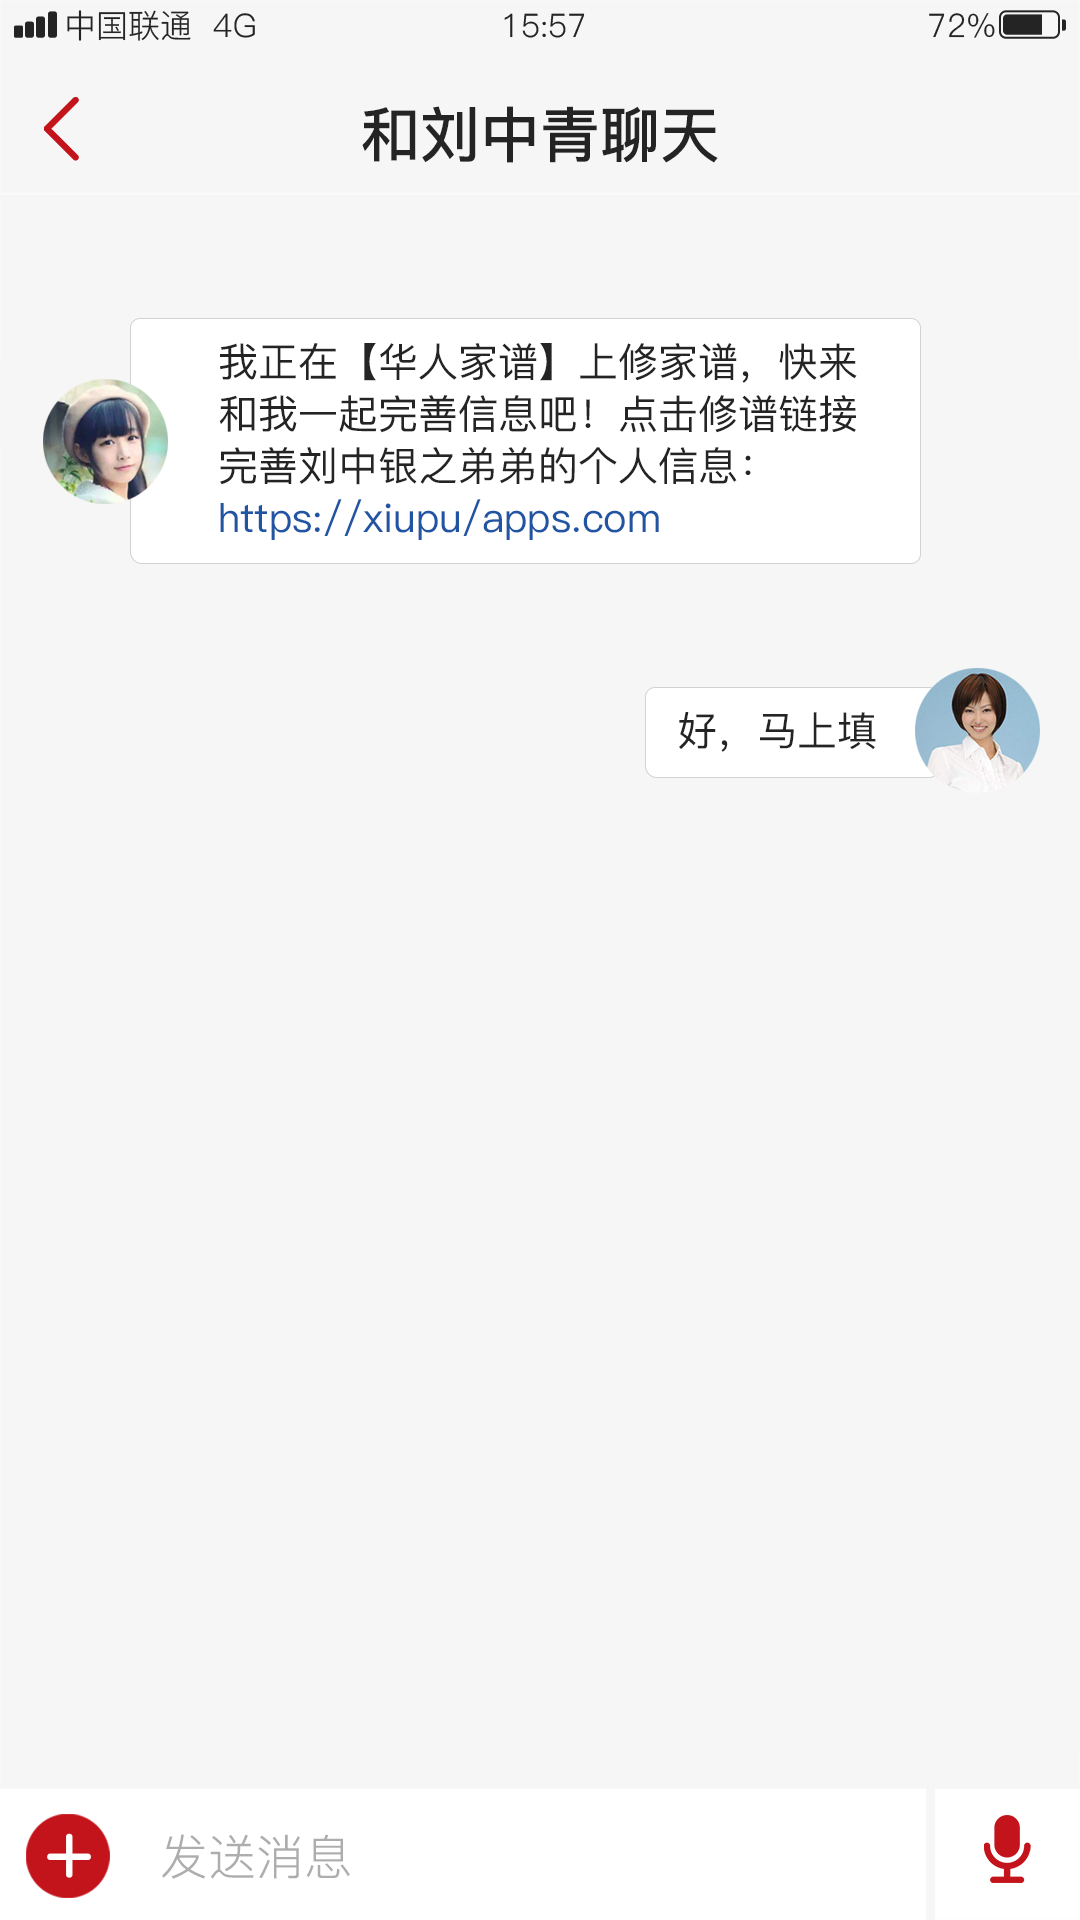 中国联通 4G 15:57 72%
和刘中青聊天
我正在【华人家谱】上修家谱，快来
和我一起完善信息吧！点击修谱链接
完善刘中银之弟弟的个人信息：
https://xiupu/apps.com
好，马上填
发送消息